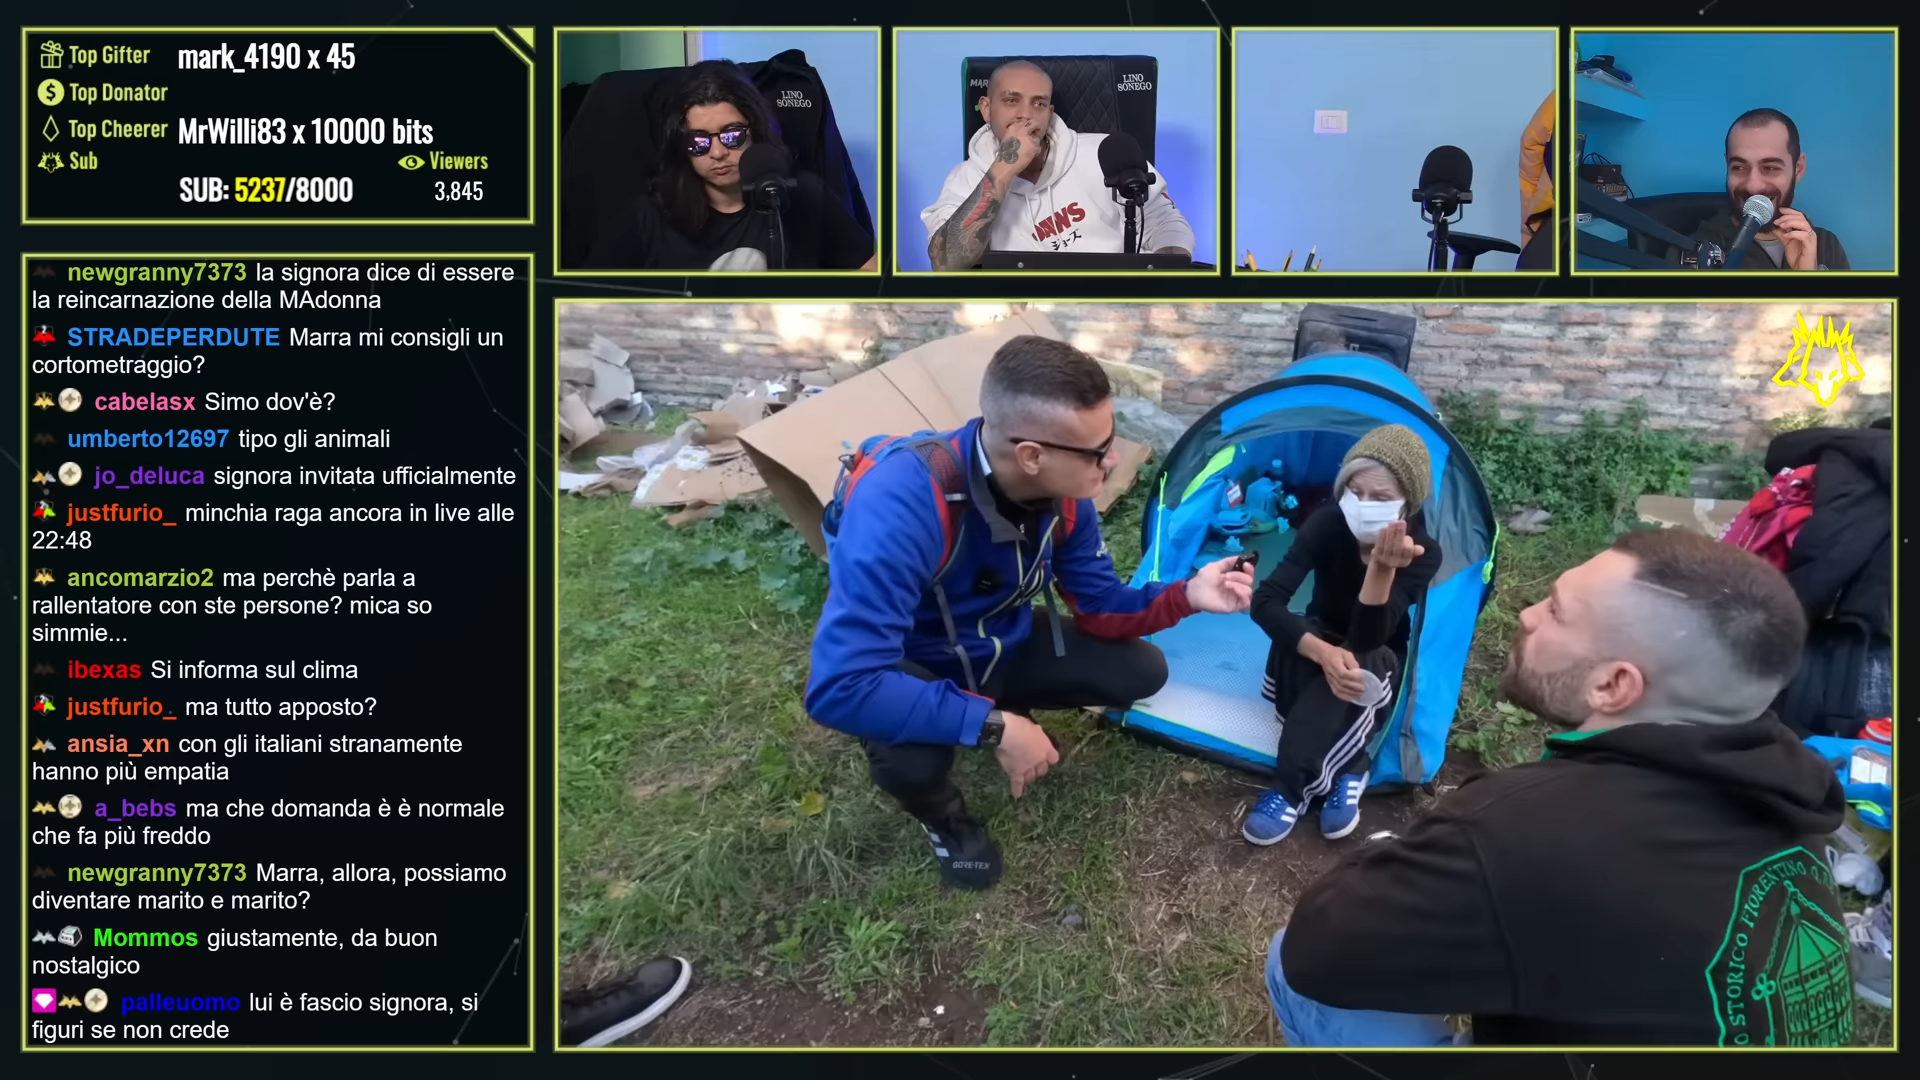 Top Gifter mark_4190 x 45
Top Donator
Top Cheerer MrWilli83 x 10000 bits
Sub Viewers
SUB: 5237/8000 3,845
newgranny7373 la signora dice di essere
la reincarnazione della MAdonna
STRADEPERDUTE Marra mi consigli un
cortometraggio?
cabelasx Simo dov'è?
umberto12697 tipo gli animali
jo_deluca signora invitata ufficialmente
justfurio_ minchia raga ancora in live alle
22:48
ancomarzio2 ma perchè parla a
rallentatore con ste persone? mica so
simmie...
ibexas Si informa sul clima
justfurio_ ma tutto apposto?
ansia_xn con gli italiani stranamente
hanno più empatia
a_bebs ma che domanda è è normale
che fa più freddo
newgranny7373 Marra, allora, possiamo
diventare marito e marito?
Mommos giustamente, da buon
nostalgico
palleuomo lui è fascio signora, si
figuri se non crede
LINO
SONEGO
LINO
SONEGO
GORE-TEX
STORICO FIORENTINO